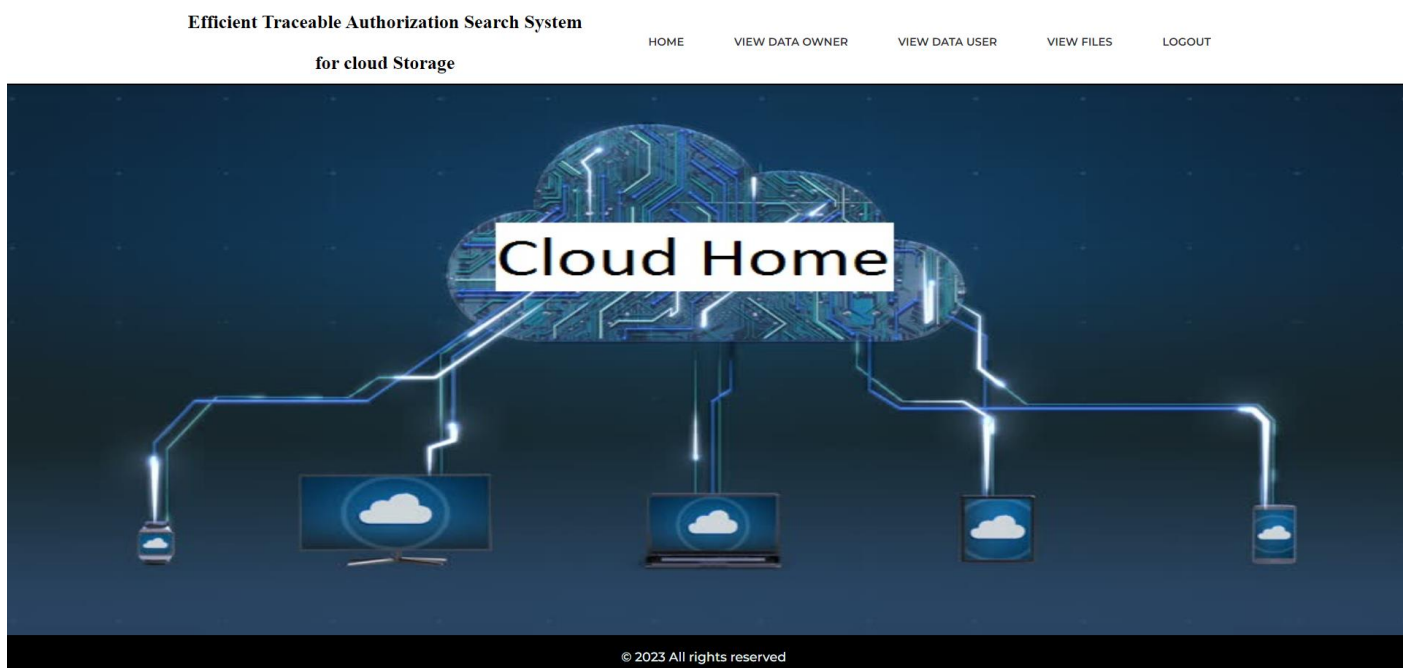 Efficient Traceable Authorization Search System
for cloud Storage
HOME VIEW DATA OWNER VIEW DATA USER VIEW FILES LOGOUT
Cloud Home
© 2023 All rights reserved